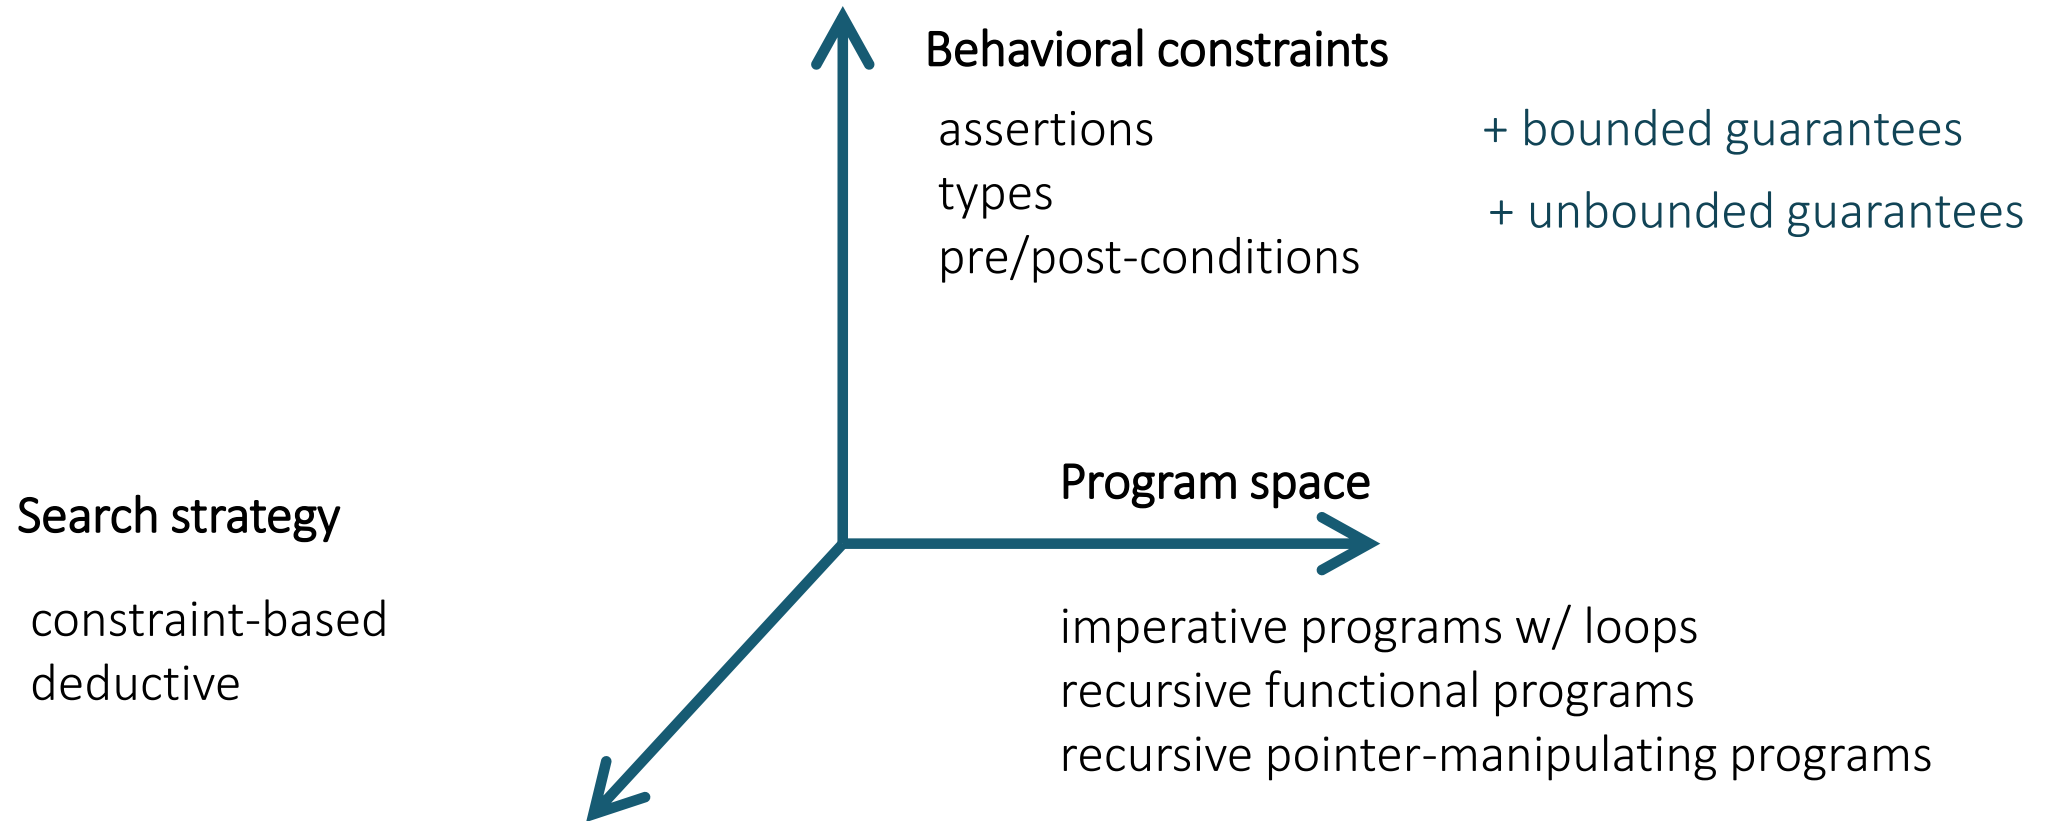 Behavioral constraints
assertions
+ bounded guarantees
types
+ unbounded guarantees
pre/post-conditions
Program space
Search strategy
constraint-based
deductive
imperative programs w/ loops
recursive functional programs
recursive pointer-manipulating programs